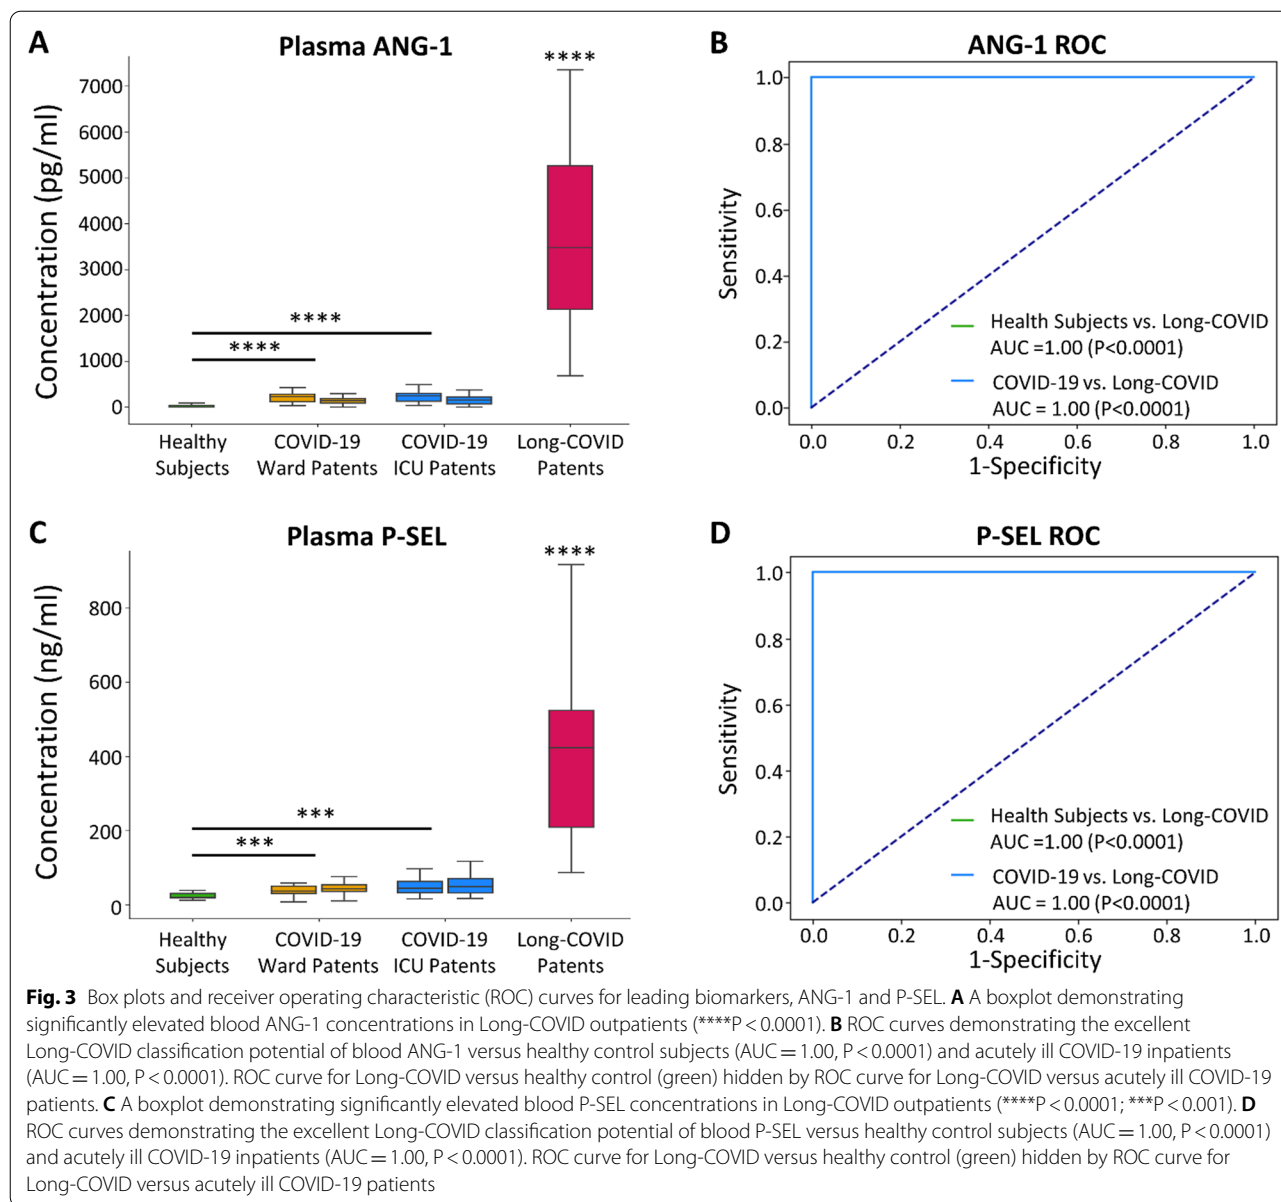 A
Plasma ANG-1
****
Concentration (pg/ml)
7000
6000
5000
4000
3000
2000
1000
0
****
****
Healthy
Subjects
COVID-19
Ward Patents
COVID-19
ICU Patents
Long-COVID
Patents
B
ANG-1 ROC
Sensitivity
1.0
0.8
0.6
0.4
0.2
0.0
Health Subjects vs. Long-COVID
AUC =1.00 (P<0.0001)
COVID-19 vs. Long-COVID
AUC = 1.00 (P<0.0001)
0.0 0.2 0.4 0.6 0.8 1.0
1-Specificity
C
Plasma P-SEL
****
Concentration (ng/ml)
800
600
400
200
0
***
***
Healthy
Subjects
COVID-19
Ward Patents
COVID-19
ICU Patents
Long-COVID
Patents
D
P-SEL ROC
Sensitivity
1.0
0.8
0.6
0.4
0.2
0.0
Health Subjects vs. Long-COVID
AUC =1.00 (P<0.0001)
COVID-19 vs. Long-COVID
AUC = 1.00 (P<0.0001)
0.0 0.2 0.4 0.6 0.8 1.0
1-Specificity
Fig. 3 Box plots and receiver operating characteristic (ROC) curves for leading biomarkers, ANG-1 and P-SEL. A A boxplot demonstrating
significantly elevated blood ANG-1 concentrations in Long-COVID outpatients (****P < 0.0001). B ROC curves demonstrating the excellent
Long-COVID classification potential of blood ANG-1 versus healthy control subjects (AUC = 1.00, P < 0.0001) and acutely ill COVID-19 inpatients
(AUC = 1.00, P < 0.0001). ROC curve for Long-COVID versus healthy control (green) hidden by ROC curve for Long-COVID versus acutely ill COVID-19
patients. C A boxplot demonstrating significantly elevated blood P-SEL concentrations in Long-COVID outpatients (****P < 0.0001; ***P < 0.001). D
ROC curves demonstrating the excellent Long-COVID classification potential of blood P-SEL versus healthy control subjects (AUC = 1.00, P < 0.0001)
and acutely ill COVID-19 inpatients (AUC = 1.00, P < 0.0001). ROC curve for Long-COVID versus healthy control (green) hidden by ROC curve for
Long-COVID versus acutely ill COVID-19 patients